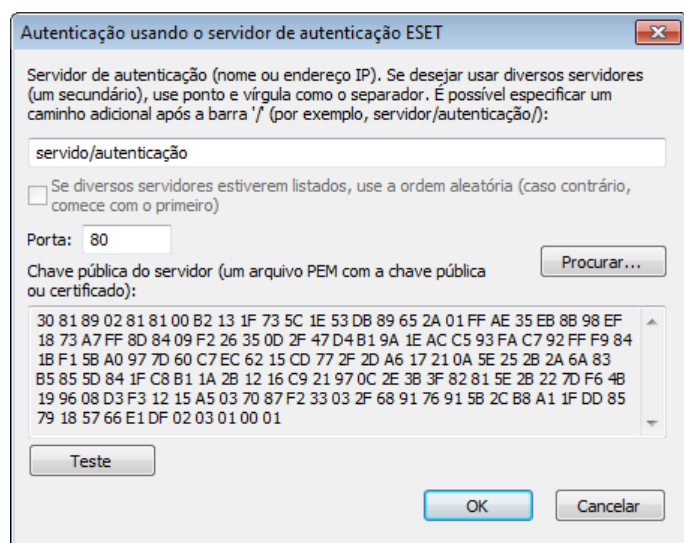 Autenticação usando o servidor de autenticação ESET
Servidor de autenticação (nome ou endereço IP). Se desejar usar diversos servidores
(um secundário), use ponto e vírgula como o separador. É possível especificar um
caminho adicional após a barra '/' (por exemplo, servidor/autenticação/):
servido/autenticação
Se diversos servidores estiverem listados, use a ordem aleatória (caso contrário,
comece com o primeiro)
Porta: 80
Procurar...
Chave pública do servidor (um arquivo PEM com a chave pública
ou certificado):
30 81 89 02 81 81 00 B2 13 1F 73 5C 1E 53 DB 89 65 2A 01 FF AE 35 EB 8B 98 EF
18 73 A7 FF 8D 84 09 F2 26 35 0D 2F 47 D4 B1 9A 1E AC C5 93 FA C7 92 FF F9 84
1B F1 5B A0 97 7D 60 C7 EC 62 15 CD 77 2F 2D A6 17 21 0A 5E 25 2B 2A 6A 83
B5 85 5D 84 1F C8 B1 1A 2B 12 16 C9 21 97 0C 2E 3B 3F 82 81 5E 2B 22 7D F6 4B
19 96 08 D3 F3 12 15 A5 03 70 87 F2 33 03 2F 68 91 76 91 5B 2C B8 A1 1F DD 85
79 18 57 66 E1 DF 02 03 01 00 01
Teste
OK
Cancelar